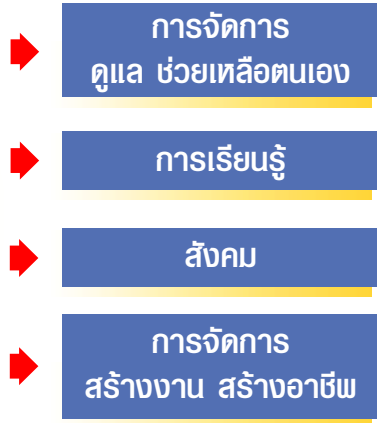 การจัดการ
ดูแล ช่วยเหลือตนเอง
การเรียนรู้
สังคม
การจัดการ
สร้างงาน สร้างอาชีพ